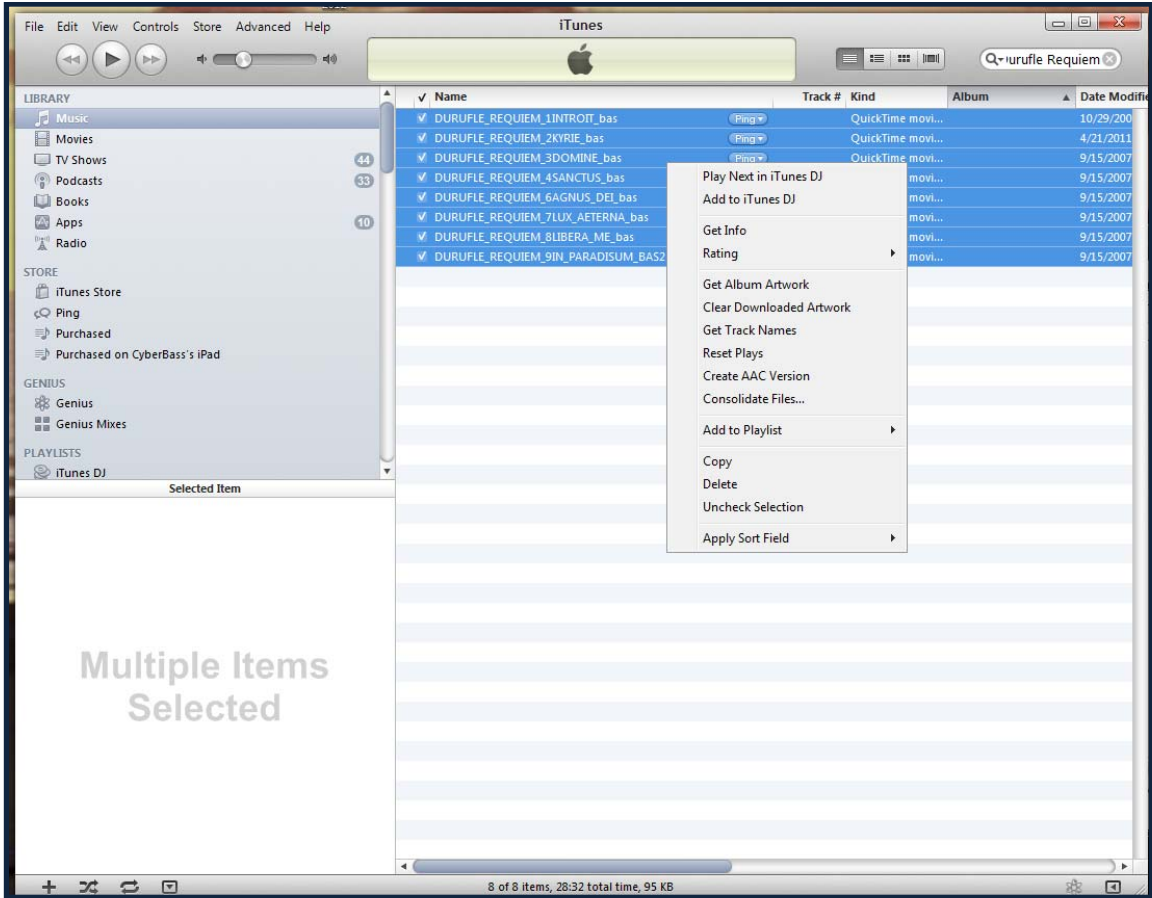 iTunes
File Edit View Controls Store Advanced Help
urufle Requiem
LIBRARY
Music
Movies
TV Shows 44
Podcasts 33
Books
Apps 10
Radio
STORE
iTunes Store
Ping
Purchased
Purchased on CyberBass's iPad
GENIUS
Genius
Genius Mixes
PLAYLISTS
iTunes DJ
Selected Item
Multiple Items
Selected
✓ Name Track # Kind Album Date Modifie
DURUFLE_REQUIEM_1INTROIT_bas Ping QuickTime movi... 10/29/200
DURUFLE_REQUIEM_2KYRIE_bas Ping QuickTime movi... 4/21/2011
DURUFLE_REQUIEM_3DOMINE_bas Ping QuickTime movi... 9/15/2007
DURUFLE_REQUIEM_4SANCTUS_bas movi... 9/15/2007
DURUFLE_REQUIEM_6AGNUS_DEI_bas movi... 9/15/2007
DURUFLE_REQUIEM_7LUX_AETERNA_bas movi... 9/15/2007
DURUFLE_REQUIEM_8LIBERA_ME_bas movi... 9/15/2007
DURUFLE_REQUIEM_9IN_PARADISUM_BAS2 movi... 9/15/2007
Play Next in iTunes DJ
Add to iTunes DJ
Get Info
Rating
Get Album Artwork
Clear Downloaded Artwork
Get Track Names
Reset Plays
Create AAC Version
Consolidate Files...
Add to Playlist
Copy
Delete
Uncheck Selection
Apply Sort Field
8 of 8 items, 28:32 total time, 95 KB